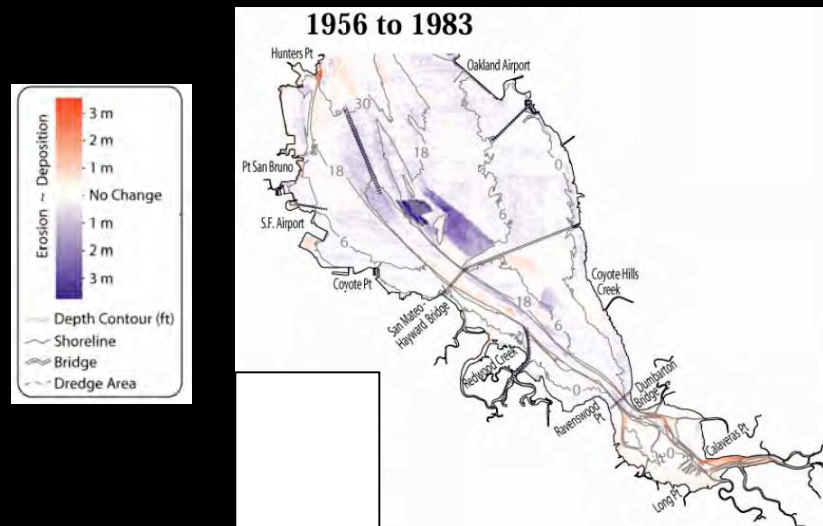 1956 to 1983
Hunters Pt
Oakland Airport
30
18
0
18
Pt San Bruno
6
S.F. Airport
6
Coyote Pt
Coyote Hills
Creek
San Mateo-
Hayward Bridge
18
6
Redwood Creek
0
Dumbarton
Bridge
Ravenswood
Pt
Calaveras Pt
0
Long Pt
Erosion ~ Deposition
3 m
2 m
1 m
No Change
1 m
2 m
3 m
Depth Contour (ft)
Shoreline
Bridge
Dredge Area